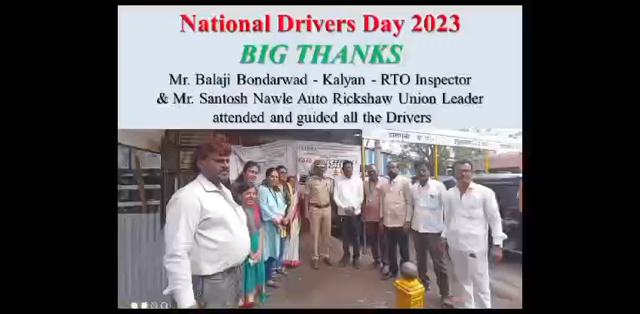 National Drivers Day 2023
BIG THANKS
Mr. Balaji Bondarwad - Kalyan - RTO Inspector
& Mr. Santosh Nawle Auto Rickshaw Union Leader
attended and guided all the Drivers